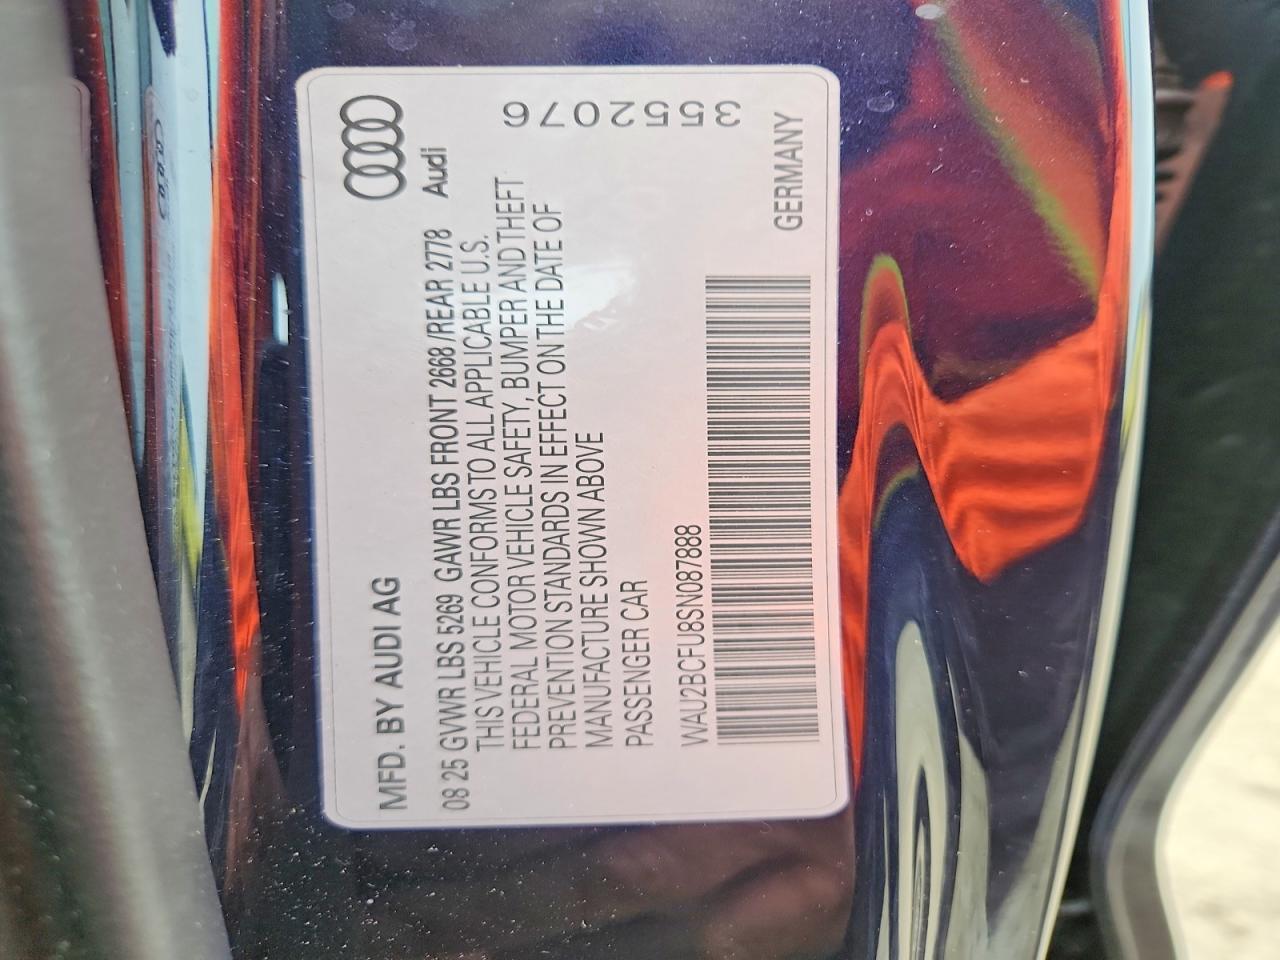 MFD. BY AUDI AG
Audi
08 25 GVWR LBS 5269 GAWR LBS FRONT 2668 /REAR 2778
THIS VEHICLE CONFORMS TO ALL APPLICABLE U.S.
FEDERAL MOTOR VEHICLE SAFETY, BUMPER AND THEFT
PREVENTION STANDARDS IN EFFECT ON THE DATE OF
MANUFACTURE SHOWN ABOVE
PASSENGER CAR
WAU2BCFU8SN087888
GERMANY
352076